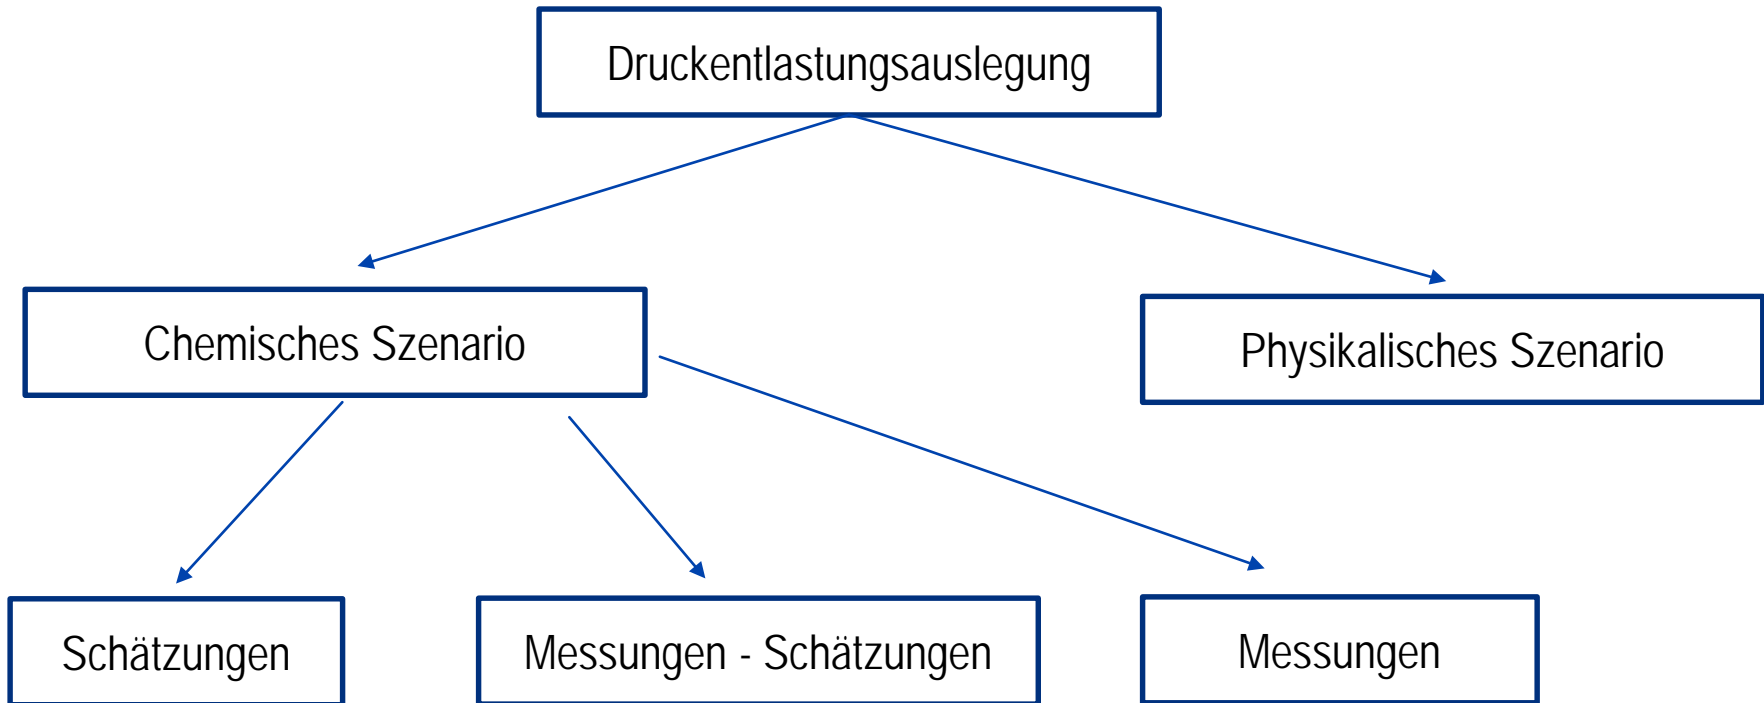 Druckentlastungsauslegung
Chemisches Szenario
Physikalisches Szenario
Schätzungen
Messungen - Schätzungen
Messungen